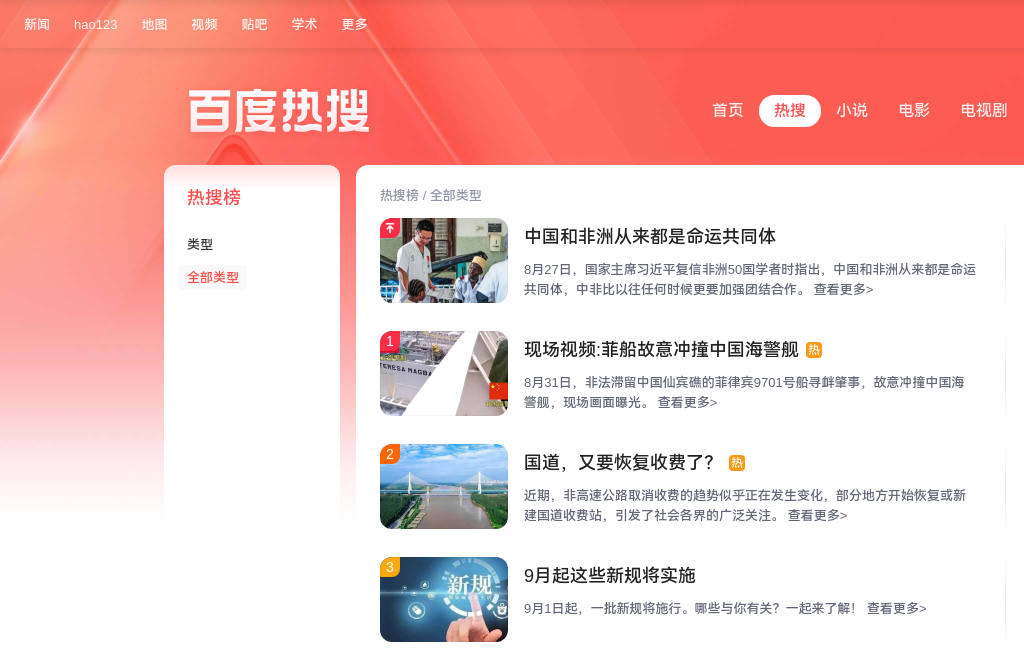 新闻 hao123 地图 视频 贴吧 学术 更多
百度热搜
首页 热搜 小说 电影 电视剧
热搜榜
类型
全部类型
热搜榜 / 全部类型
中国和非洲从来都是命运共同体
8月27日，国家主席习近平复信非洲50国学者时指出，中国和非洲从来都是命运
共同体，中非比以往任何时候更要加强团结合作。 查看更多>
1
TERESA MAGBA
现场视频:菲船故意冲撞中国海警舰 热
8月31日，非法滞留中国仙宾礁的菲律宾9701号船寻衅肇事，故意冲撞中国海
警舰，现场画面曝光。 查看更多>
2
国道，又要恢复收费了？ 热
近期，非高速公路取消收费的趋势似乎正在发生变化，部分地方开始恢复或新
建国道收费站，引发了社会各界的广泛关注。 查看更多>
3
新规
9月起这些新规将实施
9月1日起，一批新规将施行。哪些与你有关？一起来了解！ 查看更多>